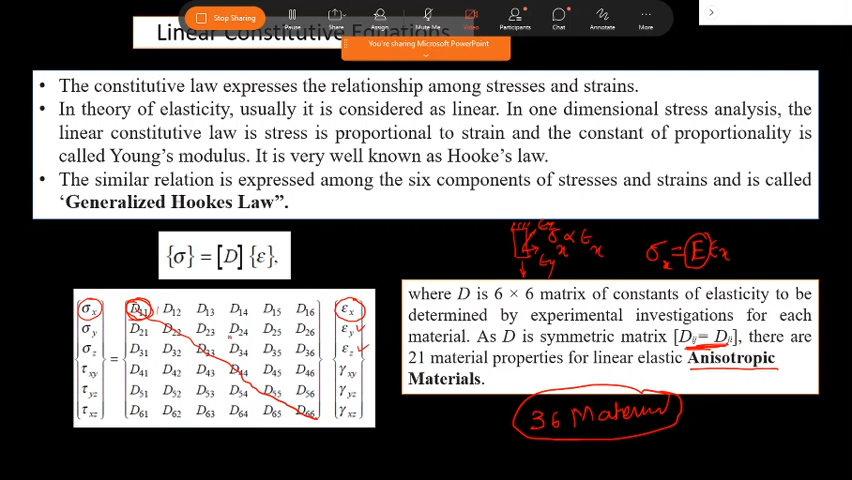 Stop Sharing
Pause
Share
Assign
Mute Me
Video
Participants
Chat
Annotate
More
Linear Constitutive Equations
You're sharing Microsoft PowerPoint
• The constitutive law expresses the relationship among stresses and strains.
• In theory of elasticity, usually it is considered as linear. In one dimensional stress analysis, the
linear constitutive law is stress is proportional to strain and the constant of proportionality is
called Young's modulus. It is very well known as Hooke's law.
• The similar relation is expressed among the six components of stresses and strains and is called
‘Generalized Hookes Law”.
{σ} = [D] {ε}.
σ ∝ ε
x
x
y
σx = E εx
σx D11 D12 D13 D14 D15 D16 εx
σy D21 D22 D23 D24 D25 D26 εy
σz = D31 D32 D33 D34 D35 D36 εz
τxy D41 D42 D43 D44 D45 D46 γxy
τyz D51 D52 D53 D54 D55 D56 γyz
τxz D61 D62 D63 D64 D65 D66 γxz
where D is 6 × 6 matrix of constants of elasticity to be
determined by experimental investigations for each
material. As D is symmetric matrix [Dij= Dji], there are
21 material properties for linear elastic Anisotropic
Materials.
36 Material